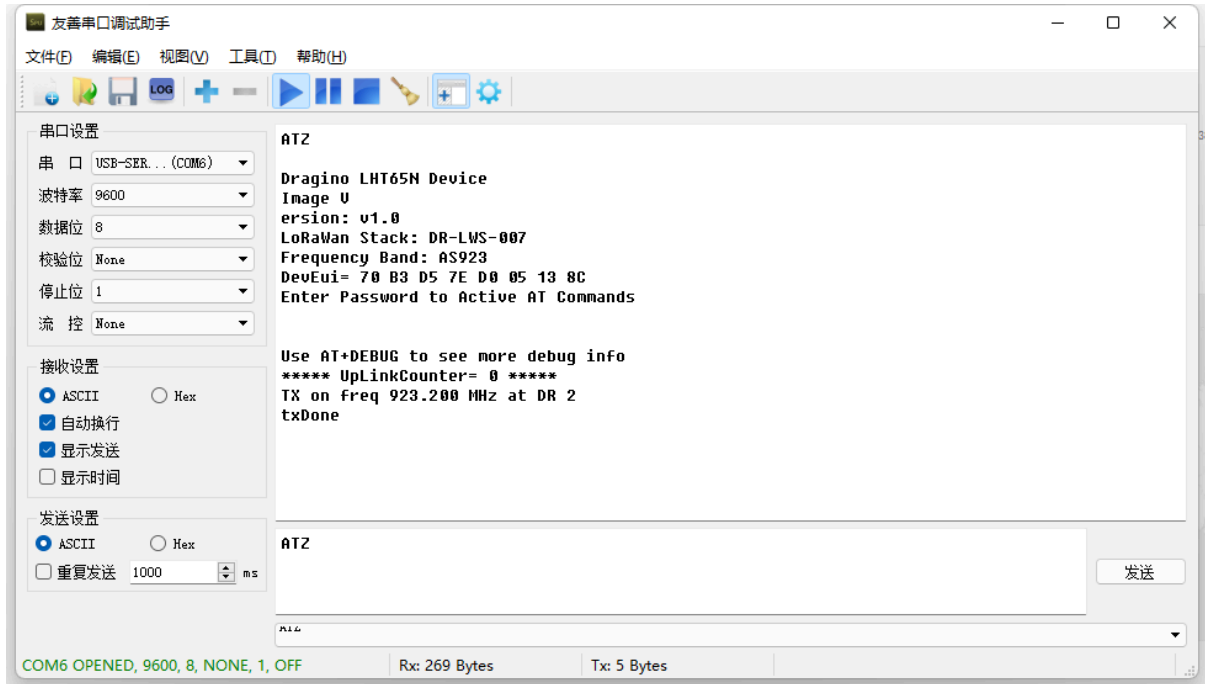 友善串口调试助手
文件(F) 编辑(E) 视图(V) 工具(T) 帮助(H)
LOG
串口设置
串 口 USB-SER...(COM6)
波特率 9600
数据位 8
校验位 None
停止位 1
流 控 None
接收设置
ASCII Hex
自动换行
显示发送
显示时间
发送设置
ASCII Hex
重复发送 1000 ms
ATZ
Dragino LHT65N Device
Image V
ersion: v1.0
LoRaWan Stack: DR-LWS-007
Frequency Band: AS923
DevEui= 70 B3 D5 7E D0 05 13 8C
Enter Password to Active AT Commands
Use AT+DEBUG to see more debug info
***** UpLinkCounter= 0 *****
TX on freq 923.200 MHz at DR 2
txDone
ATZ
发送
ATZ
COM6 OPENED, 9600, 8, NONE, 1, OFF Rx: 269 Bytes Tx: 5 Bytes